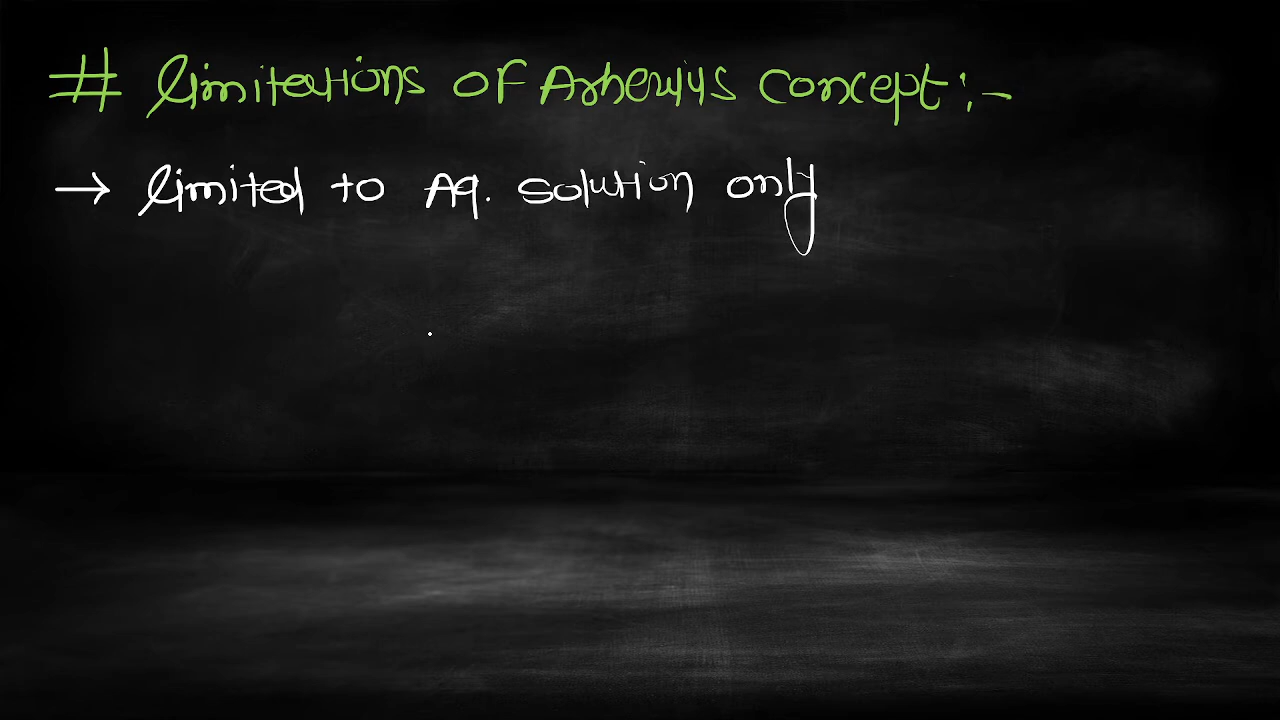 # Limitations of Arrhenius Concept :-
→ Limited to Aq. solution only